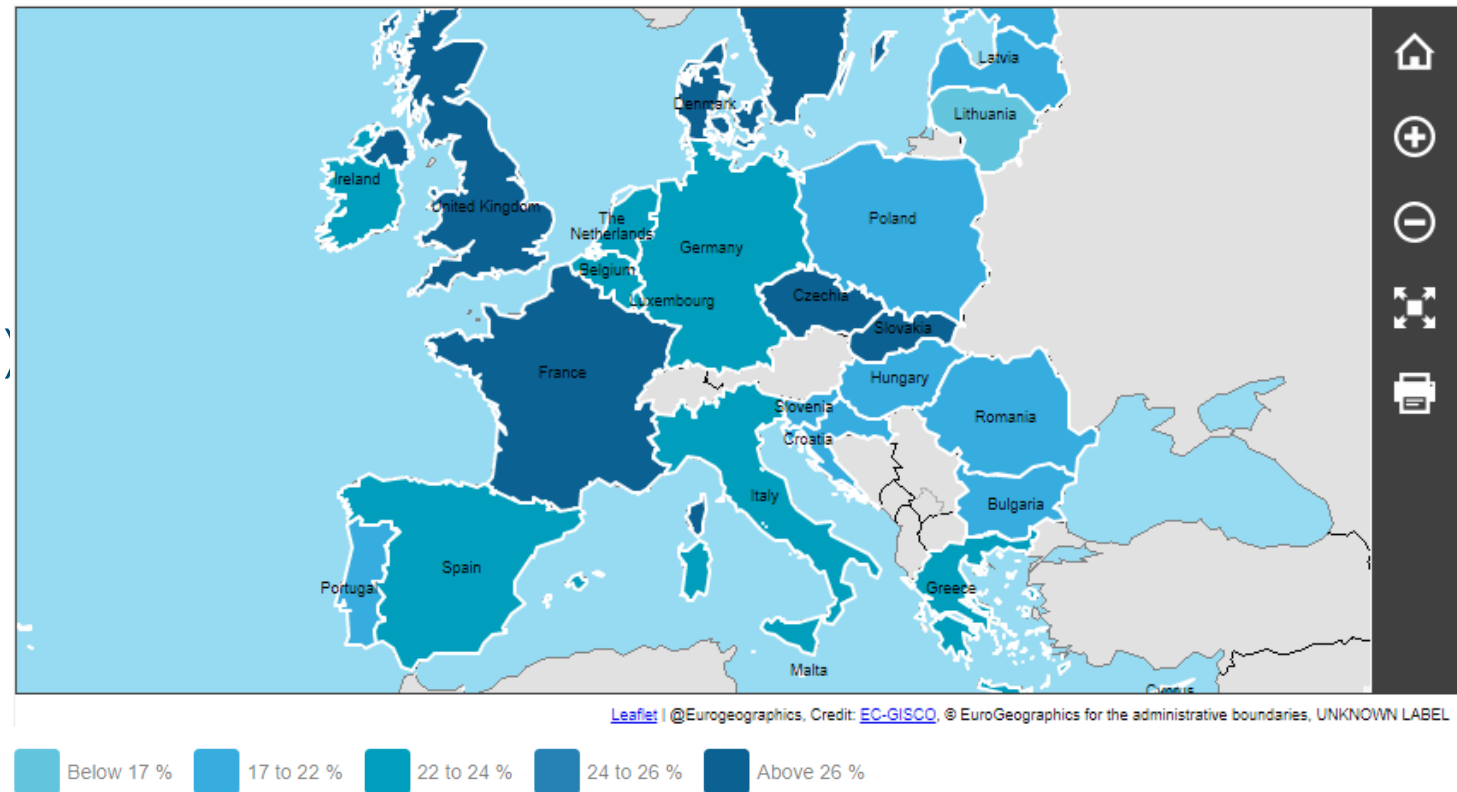 Latvia
Denmark
Lithuania
Ireland
United Kingdom
The
Netherlands
Poland
Germany
Belgium
Czechia
Luxembourg
Slovakia
France
Hungary
Slovenia
Romania
Croatia
Italy
Bulgaria
Spain
Portugal
Greece
Malta
Cyprus
Leaflet | @Eurogeographics, Credit: EC-GISCO, © EuroGeographics for the administrative boundaries, UNKNOWN LABEL
Below 17 % 17 to 22 % 22 to 24 % 24 to 26 % Above 26 %